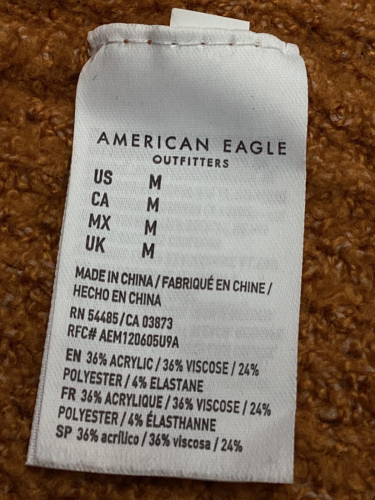 AMERICAN EAGLE
OUTFITTERS
US M
CA M
MX M
UK M
MADE IN CHINA / FABRIQUÉ EN CHINE /
HECHO EN CHINA
RN 54485 / CA 03873
RFC# AEM120605U9A
EN 36% ACRYLIC / 36% VISCOSE / 24%
POLYESTER / 4% ELASTANE
FR 36% ACRYLIQUE / 36% VISCOSE / 24%
POLYESTER / 4% ÉLASTHANNE
SP 36% acrílico / 36% viscosa / 24%